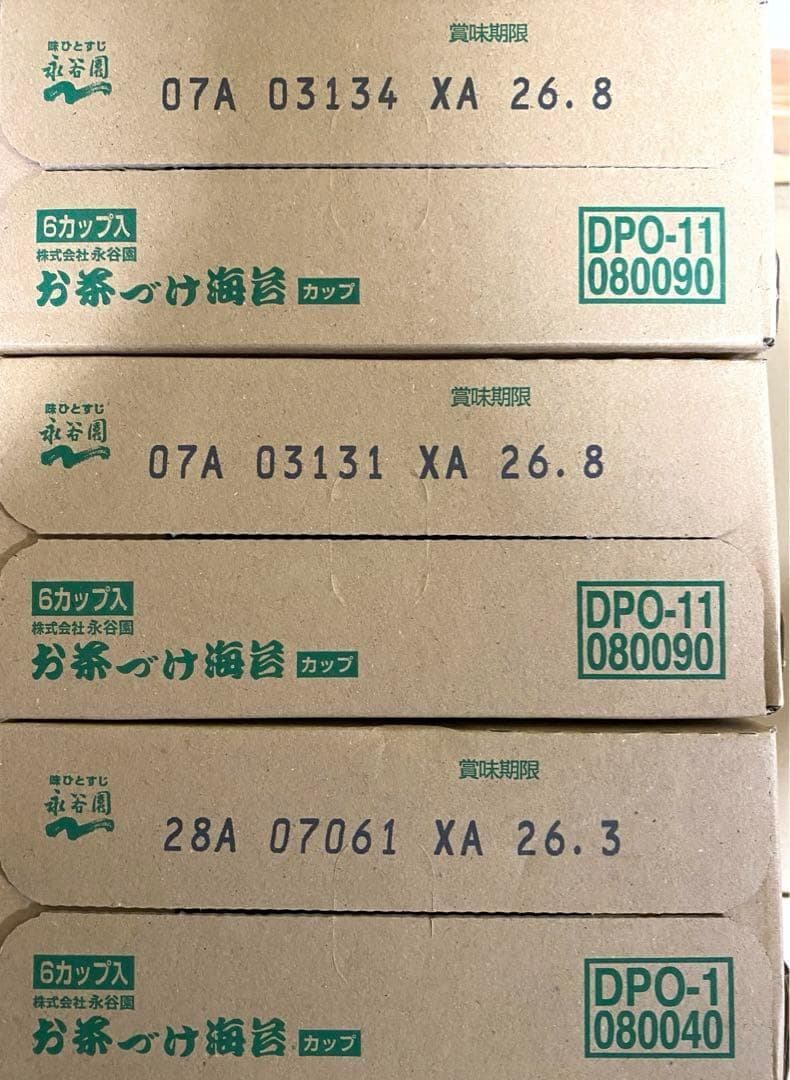 賞味期限
味ひとすじ
永谷園
07A 03134 XA 26.8
6カップ入
株式会社 永谷園
お茶づけ海苔 カップ
DPO-11
080090
賞味期限
味ひとすじ
永谷園
07A 03131 XA 26.8
6カップ入
株式会社 永谷園
お茶づけ海苔 カップ
DPO-11
080090
賞味期限
味ひとすじ
永谷園
28A 07061 XA 26.3
6カップ入
株式会社 永谷園
お茶づけ海苔 カップ
DPO-1
080040